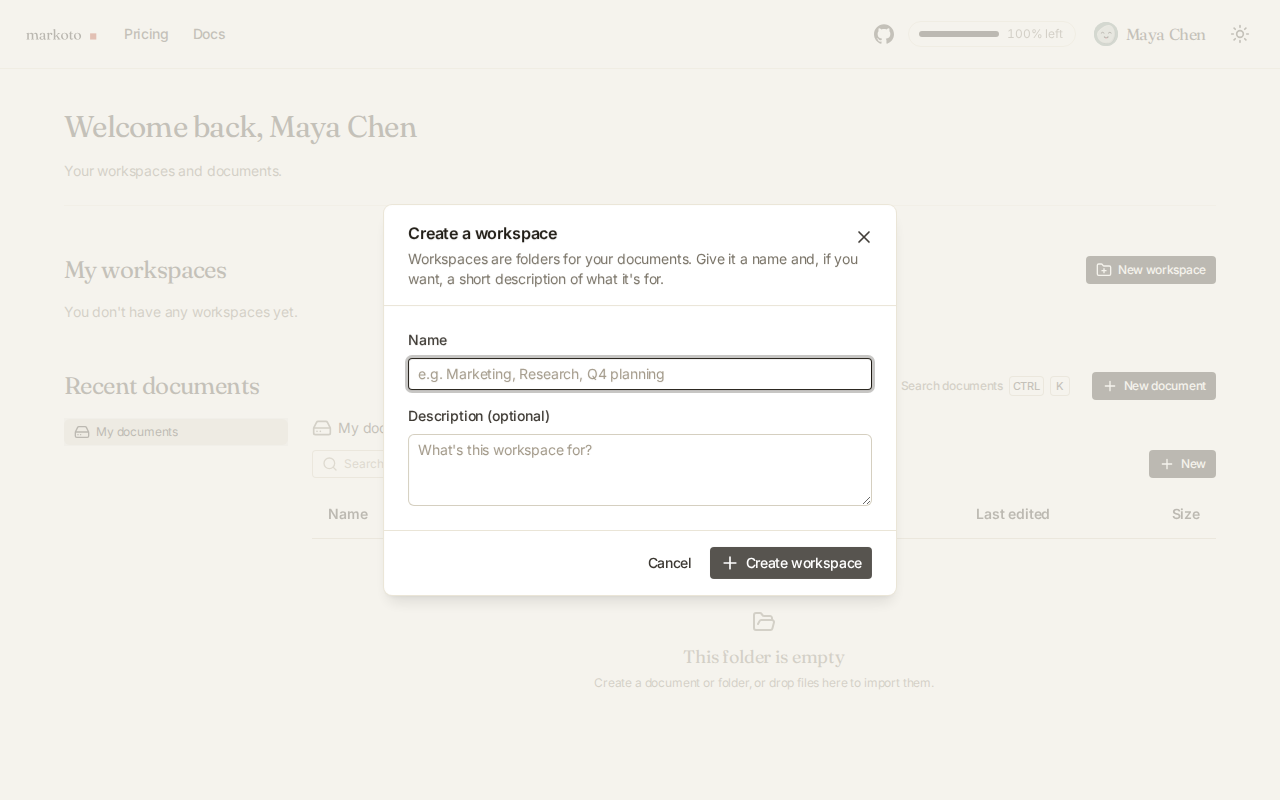 markoto
Pricing
Docs
100% left
Maya Chen
Welcome back, Maya Chen
Your workspaces and documents.
My workspaces
New workspace
You don't have any workspaces yet.
Recent documents
Search documents
CTRL
K
New document
My documents
My doc
Search
New
Name
Last edited
Size
This folder is empty
Create a document or folder, or drop files here to import them.
Create a workspace
Workspaces are folders for your documents. Give it a name and, if you
want, a short description of what it's for.
Name
e.g. Marketing, Research, Q4 planning
Description (optional)
What's this workspace for?
Cancel
Create workspace